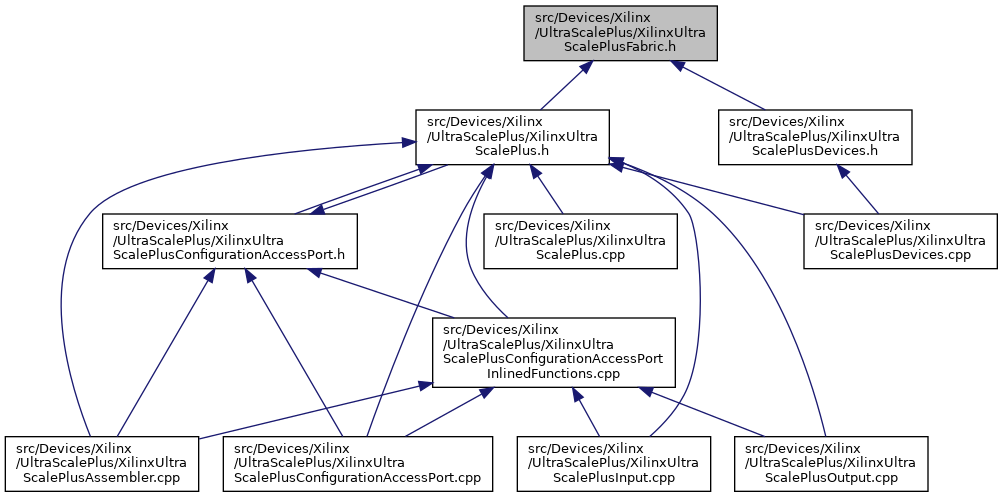 src/Devices/Xilinx
/UltraScalePlus/XilinxUltra
ScalePlusFabric.h
src/Devices/Xilinx
/UltraScalePlus/XilinxUltra
ScalePlus.h
src/Devices/Xilinx
/UltraScalePlus/XilinxUltra
ScalePlusDevices.h
src/Devices/Xilinx
/UltraScalePlus/XilinxUltra
ScalePlusConfigurationAccessPort.h
src/Devices/Xilinx
/UltraScalePlus/XilinxUltra
ScalePlus.cpp
src/Devices/Xilinx
/UltraScalePlus/XilinxUltra
ScalePlusDevices.cpp
src/Devices/Xilinx
/UltraScalePlus/XilinxUltra
ScalePlusConfigurationAccessPort
InlinedFunctions.cpp
src/Devices/Xilinx
/UltraScalePlus/XilinxUltra
ScalePlusAssembler.cpp
src/Devices/Xilinx
/UltraScalePlus/XilinxUltra
ScalePlusConfigurationAccessPort.cpp
src/Devices/Xilinx
/UltraScalePlus/XilinxUltra
ScalePlusInput.cpp
src/Devices/Xilinx
/UltraScalePlus/XilinxUltra
ScalePlusOutput.cpp